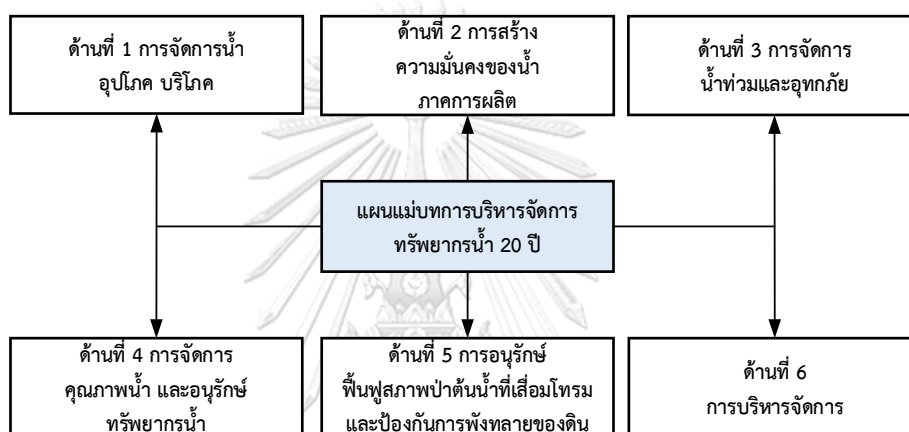 ด้านที่ 1 การจัดการน้ำ
อุปโภค บริโภค
ด้านที่ 2 การสร้าง
ความมั่นคงของน้ำ
ภาคการผลิต
ด้านที่ 3 การจัดการ
น้ำท่วมและอุทกภัย
แผนแม่บทการบริหารจัดการ
ทรัพยากรน้ำ 20 ปี
ด้านที่ 4 การจัดการ
คุณภาพน้ำ และอนุรักษ์
ทรัพยากรน้ำ
ด้านที่ 5 การอนุรักษ์
ฟื้นฟูสภาพป่าต้นน้ำที่เสื่อมโทรม
และป้องกันการพังทลายของดิน
ด้านที่ 6
การบริหารจัดการ